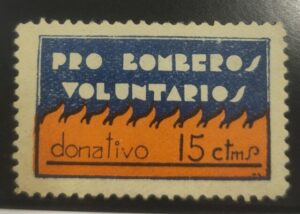 PRO BOMBEROS
VOLUNTARIOS
donativo 15 ctms